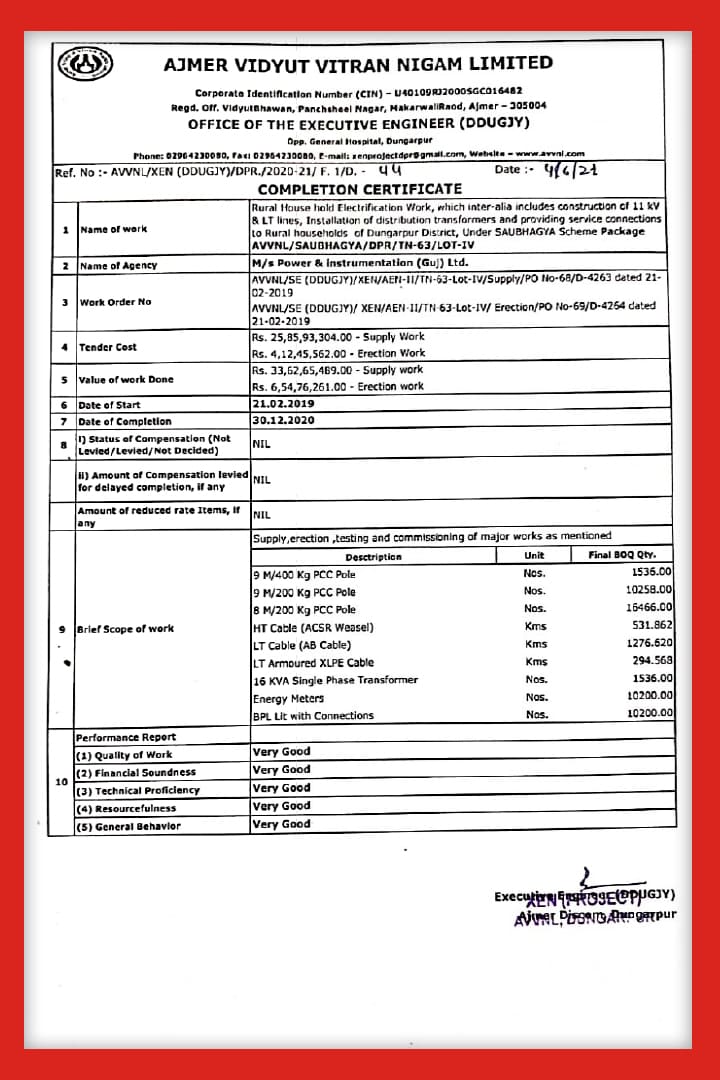 AJMER VIDYUT VITRAN NIGAM LIMITED
Corporate Identification Number (CIN) – U40109RJ2000SGC016482
Regd. Off. VidyutBhawan, Panchsheel Nagar, MakarwaliRaod, Ajmer – 305004
OFFICE OF THE EXECUTIVE ENGINEER (DDUGJY)
Opp. General Hospital, Dungarpur
Phone: 02964230080, Fax: 02964230080, E-mail: xenprojectdpr@gmail.com, Website – www.avvnl.com
Ref. No :- AVVNL/XEN (DDUGJY)/DPR./2020-21/ F. 1/D. - 44 Date :- 4/6/21
COMPLETION CERTIFICATE
1 Name of work Rural House hold Electrification Work, which inter-alia includes construction of 11 kV
& LT lines, Installation of distribution transformers and providing service connections
to Rural households of Dungarpur District, Under SAUBHAGYA Scheme Package
AVVNL/SAUBHAGYA/DPR/TN-63/LOT-IV
2 Name of Agency M/s Power & Instrumentation (Guj) Ltd.
3 Work Order No AVVNL/SE (DDUGJY)/XEN/AEN-II/TN-63-Lot-IV/Supply/PO No-68/D-4263 dated 21-
02-2019
AVVNL/SE (DDUGJY)/ XEN/AEN-II/TN-63-Lot-IV/ Erection/PO No-69/D-4264 dated
21-02-2019
4 Tender Cost Rs. 25,85,93,304.00 - Supply Work
Rs. 4,12,45,562.00 - Erection Work
5 Value of work Done Rs. 33,62,65,489.00 - Supply work
Rs. 6,54,76,261.00 - Erection work
6 Date of Start 21.02.2019
7 Date of Completion 30.12.2020
8 i) Status of Compensation (Not
Levied/Levied/Not Decided) NIL
ii) Amount of Compensation levied
for delayed completion, if any NIL
Amount of reduced rate Items, if
any NIL
9 Brief Scope of work Supply,erection ,testing and commissioning of major works as mentioned
Desctription Unit Final BOQ Qty.
9 M/400 Kg PCC Pole Nos. 1536.00
9 M/200 Kg PCC Pole Nos. 10258.00
8 M/200 Kg PCC Pole Nos. 16466.00
HT Cable (ACSR Weasel) Kms 531.862
LT Cable (AB Cable) Kms 1276.620
LT Armoured XLPE Cable Kms 294.568
16 KVA Single Phase Transformer Nos. 1536.00
Energy Meters Nos. 10200.00
BPL Lit with Connections Nos. 10200.00
10 Performance Report
(1) Quality of Work Very Good
(2) Financial Soundness Very Good
(3) Technical Proficiency Very Good
(4) Resourcefulness Very Good
(5) General Behavior Very Good
Executive Engineer (DDUGJY)
XEN (PROJECT)
Ajmer Discom, Dungarpur
AVVNL,